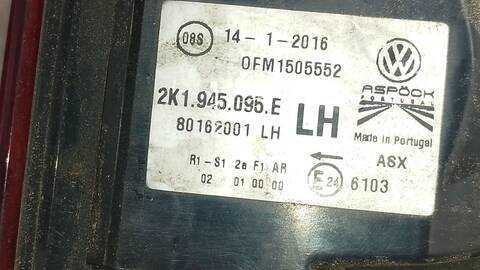 08S 14-1-2016
0FM1505552
ASPÖCK
PORTUGAL
2K1.945.095.E
80162001 LH
LH
Made in Portugal
R1-S1 2a F1 AR
02 01 00 00
ASX
E 24 6103